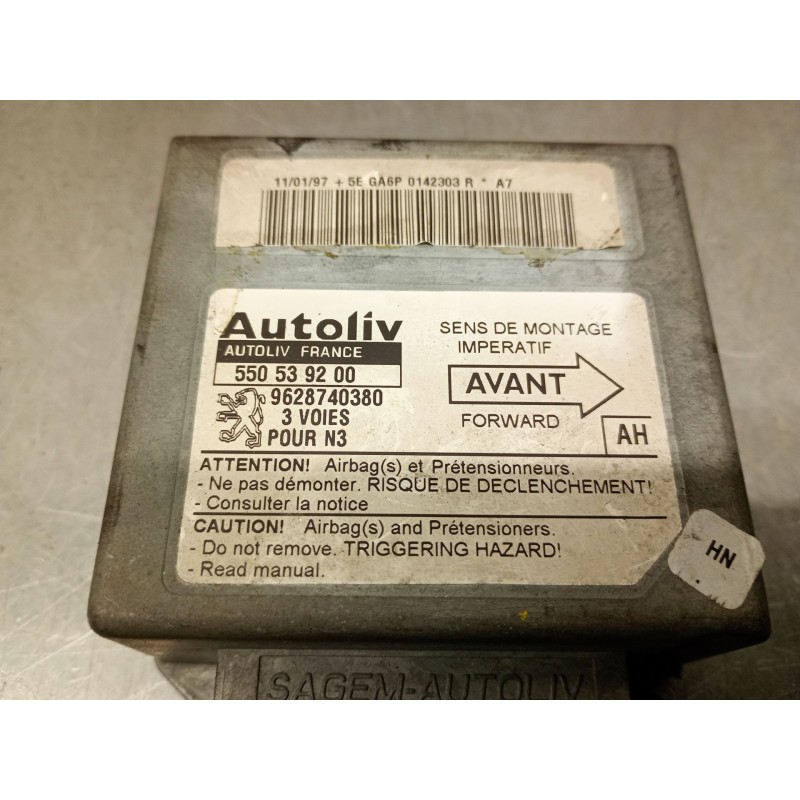 11/01/97 + 5E GA6P 0142303 R * A7
Autoliv
AUTOLIV FRANCE
550 53 92 00
9628740380
3 VOIES
POUR N3
SENS DE MONTAGE
IMPERATIF
AVANT
FORWARD
AH
ATTENTION! Airbag(s) et Prétensionneurs.
- Ne pas démonter. RISQUE DE DECLENCHEMENT!
- Consulter la notice
CAUTION! Airbag(s) and Prétensioners.
- Do not remove. TRIGGERING HAZARD!
- Read manual.
HN
SAGEM-AUTOLIV